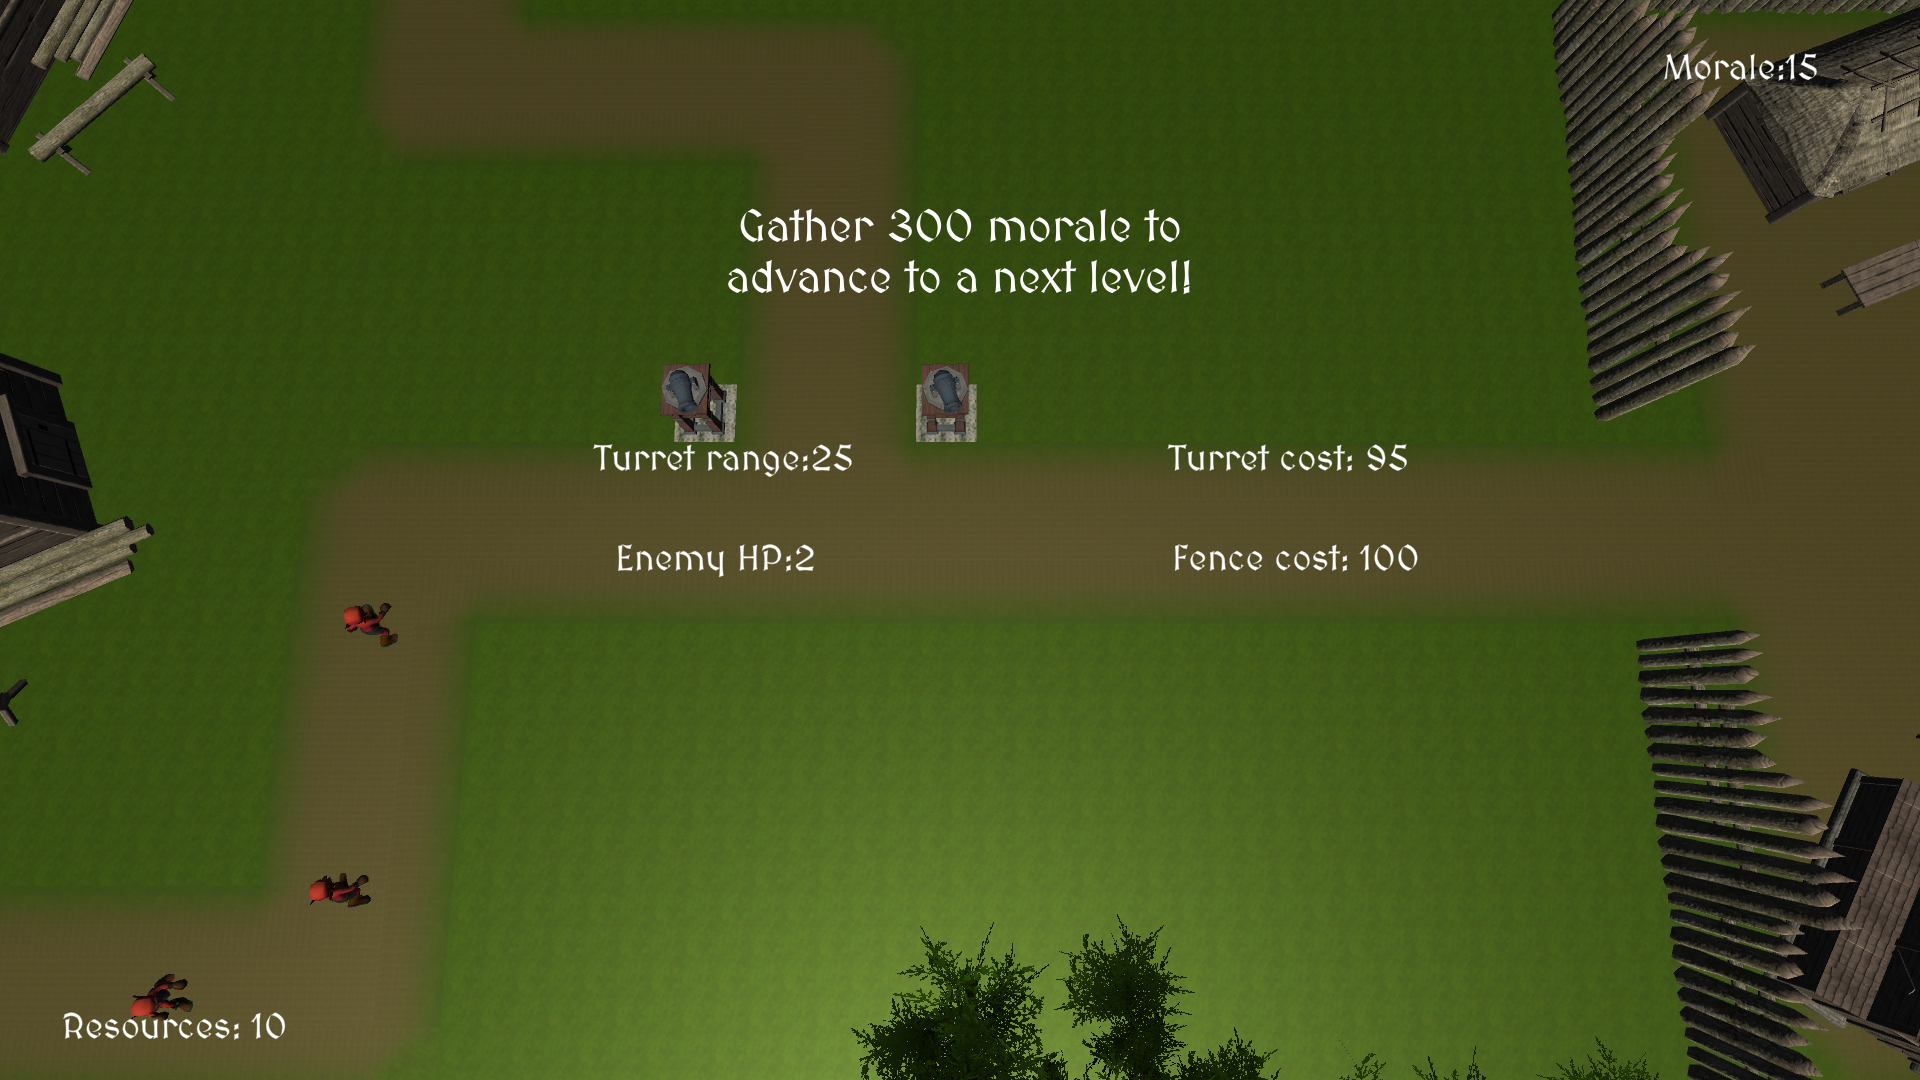 Morale:15
Gather 300 morale to
advance to a next level!
Turret range:25
Turret cost: 95
Enemy HP:2
Fence cost: 100
Resources: 10